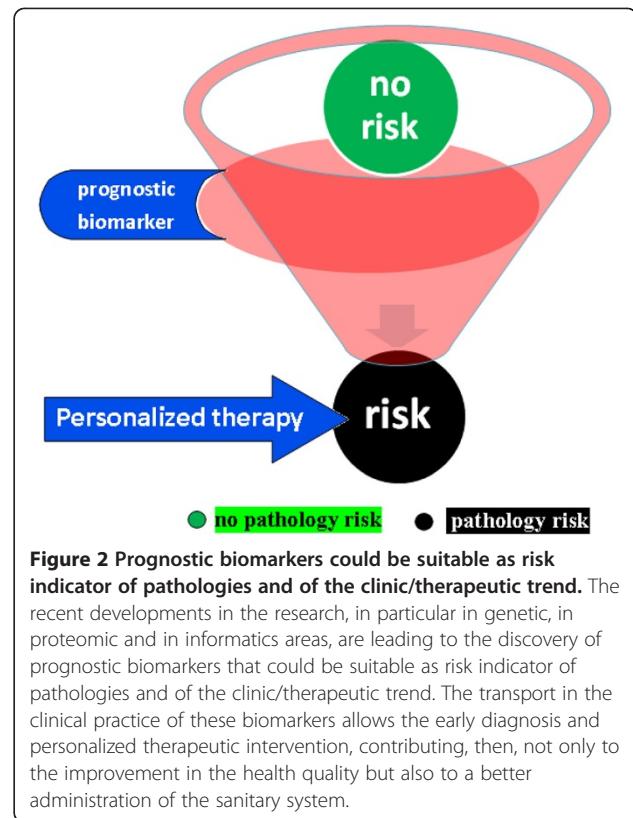 no
risk
prognostic
biomarker
Personalized therapy
risk
no pathology risk pathology risk
Figure 2 Prognostic biomarkers could be suitable as risk
indicator of pathologies and of the clinic/therapeutic trend. The
recent developments in the research, in particular in genetic, in
proteomic and in informatics areas, are leading to the discovery of
prognostic biomarkers that could be suitable as risk indicator of
pathologies and of the clinic/therapeutic trend. The transport in the
clinical practice of these biomarkers allows the early diagnosis and
personalized therapeutic intervention, contributing, then, not only to
the improvement in the health quality but also to a better
administration of the sanitary system.